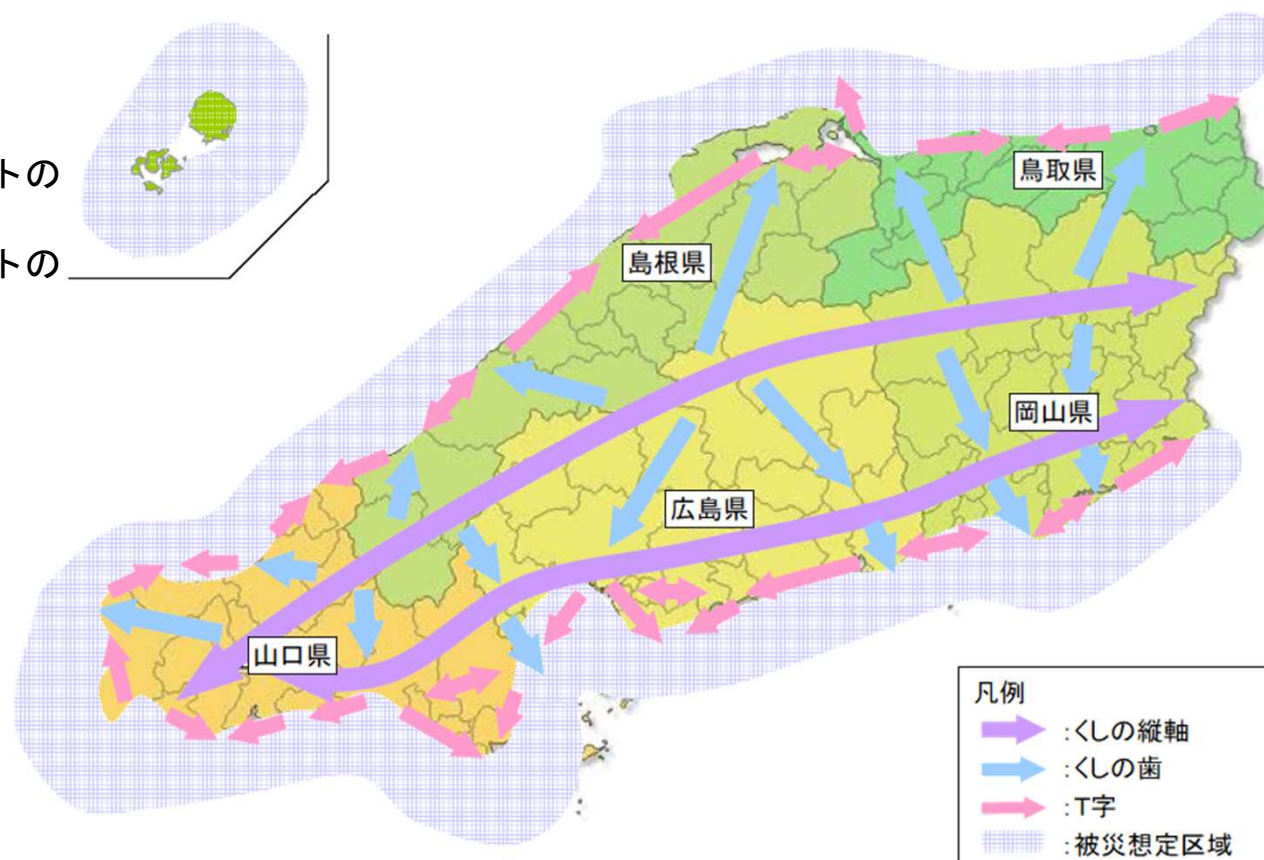 トの
トの
鳥取県
島根県
岡山県
広島県
山口県
凡例
:くしの縦軸
:くしの歯
:T字
:被災想定区域